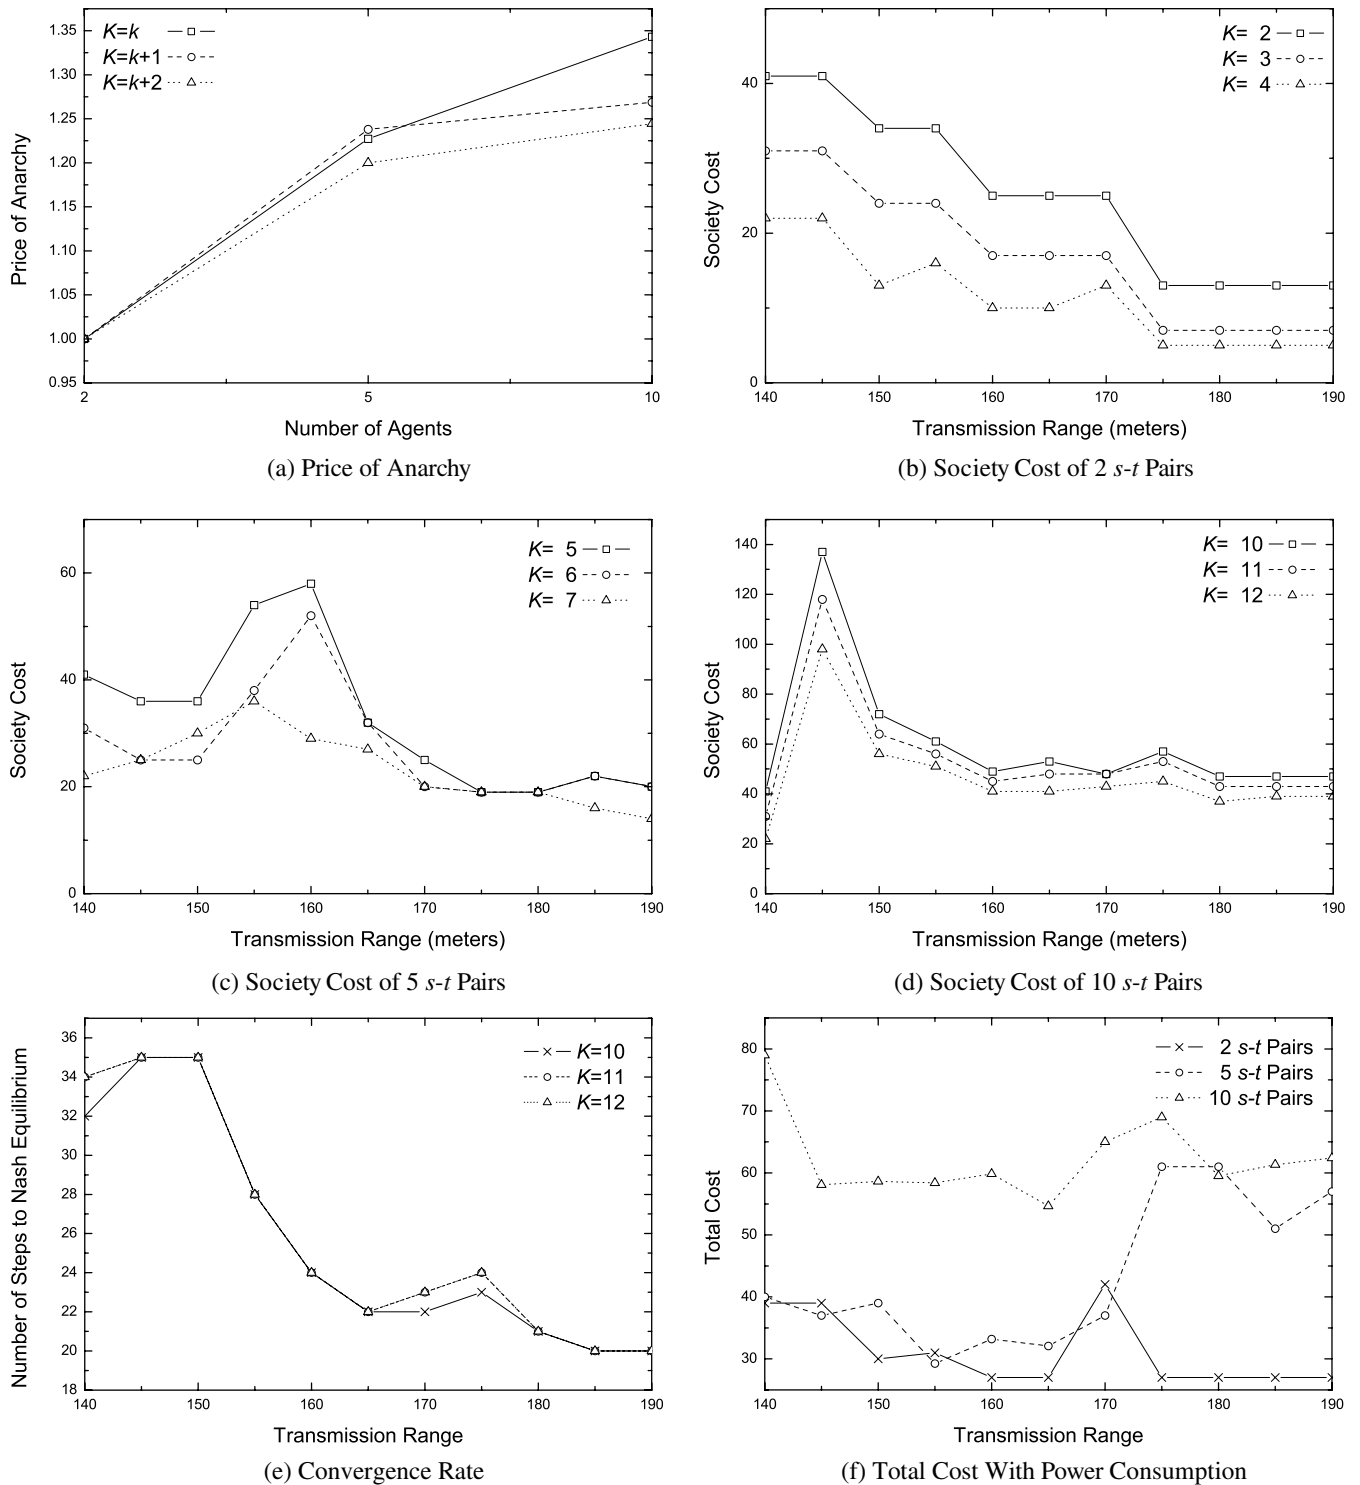 K=k
K=k+1
K=k+2
1.35
1.30
1.25
1.20
1.15
1.10
1.05
1.00
0.95
Price of Anarchy
2 5 10
Number of Agents
(a) Price of Anarchy
K= 2
K= 3
K= 4
40
20
0
Society Cost
140 150 160 170 180 190
Transmission Range (meters)
(b) Society Cost of 2 s-t Pairs
K= 5
K= 6
K= 7
60
40
20
0
Society Cost
140 150 160 170 180 190
Transmission Range (meters)
(c) Society Cost of 5 s-t Pairs
K= 10
K= 11
K= 12
140
120
100
80
60
40
20
0
Society Cost
140 150 160 170 180 190
Transmission Range (meters)
(d) Society Cost of 10 s-t Pairs
K=10
K=11
K=12
36
34
32
30
28
26
24
22
20
18
Number of Steps to Nash Equilibrium
140 150 160 170 180 190
Transmission Range
(e) Convergence Rate
2 s-t Pairs
5 s-t Pairs
10 s-t Pairs
80
70
60
50
40
30
Total Cost
140 150 160 170 180 190
Transmission Range
(f) Total Cost With Power Consumption